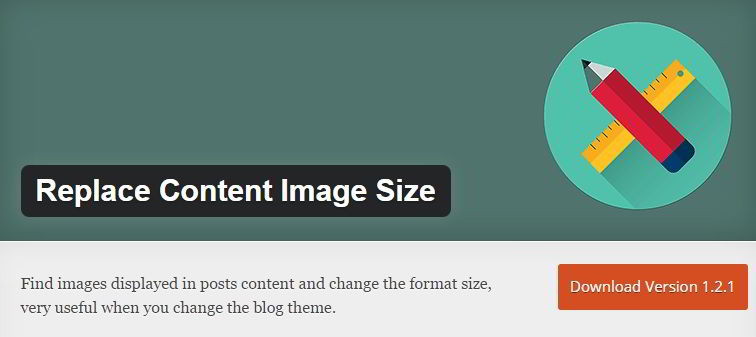 Replace Content Image Size
Find images displayed in posts content and change the format size,
very useful when you change the blog theme.
Download Version 1.2.1